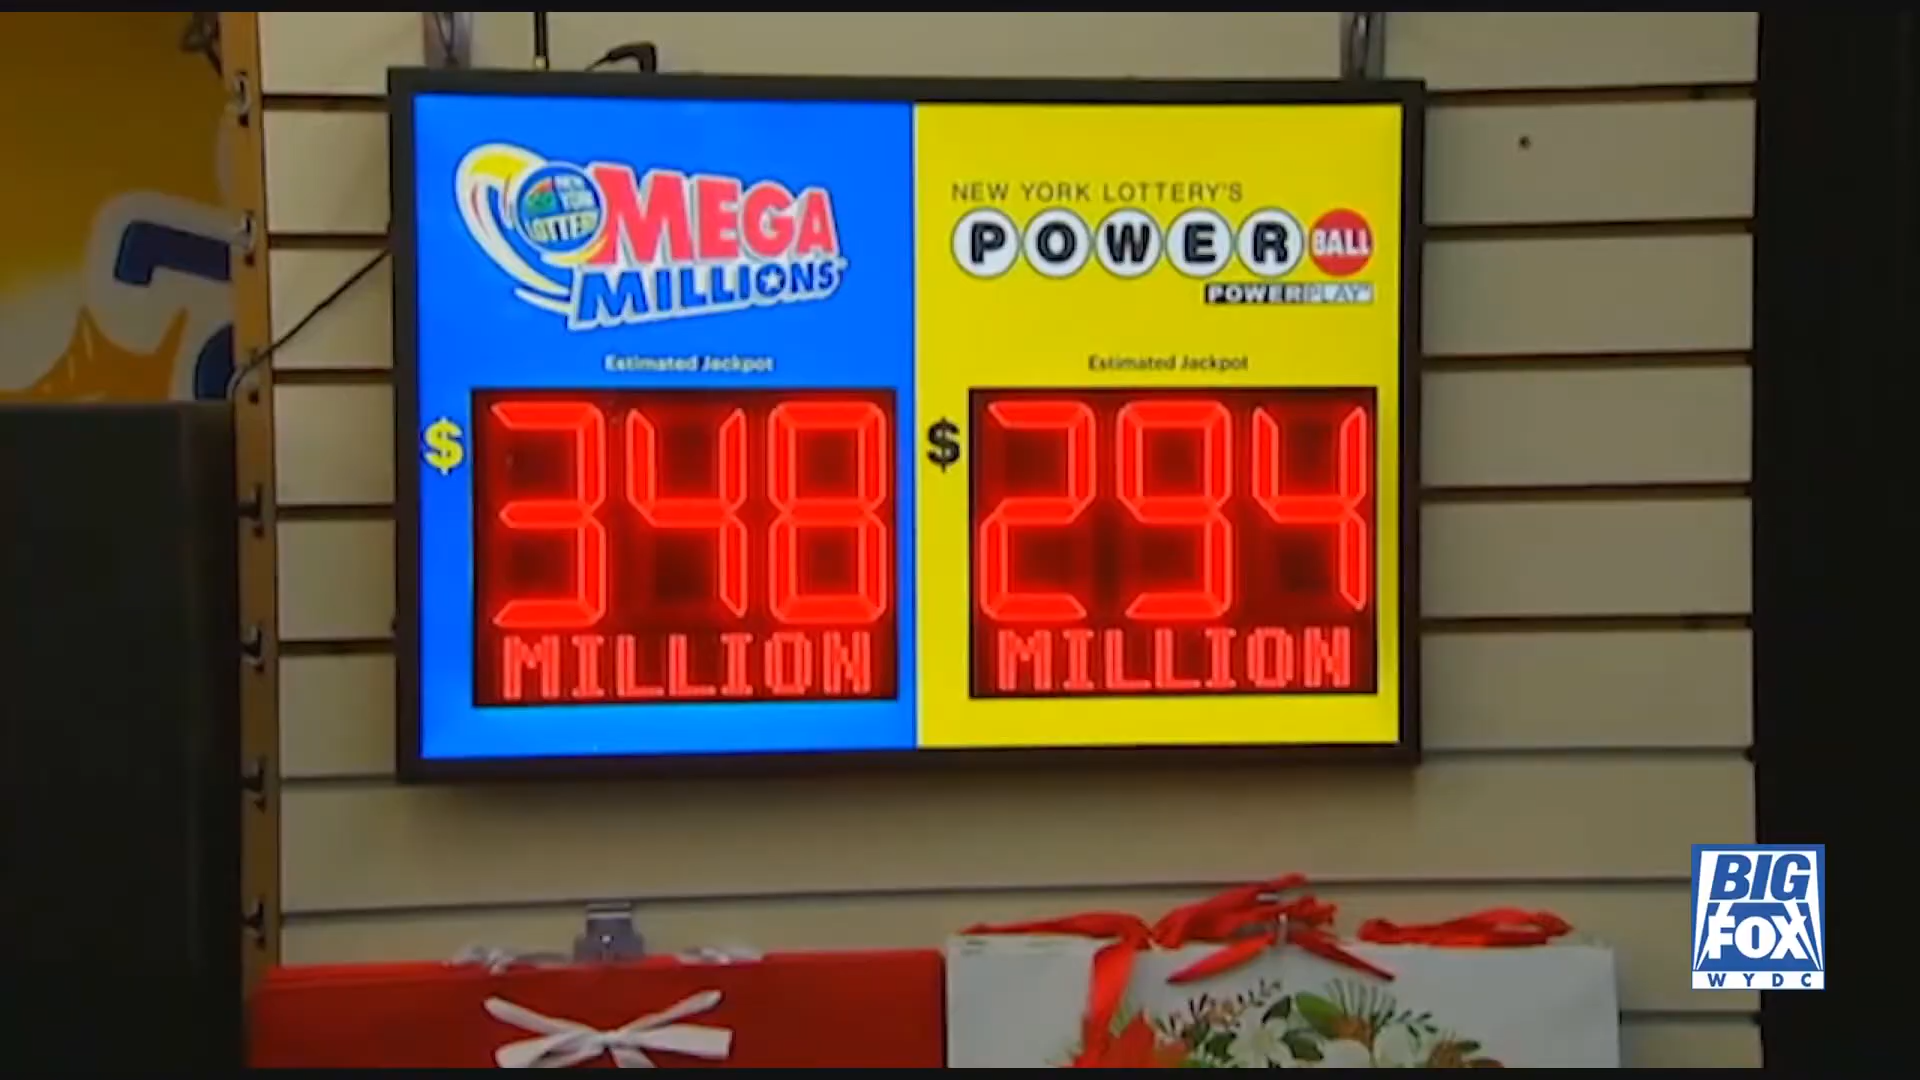 NEW YORK LOTTERY
MEGA
MILLIONS
Estimated Jackpot
$
348
MILLION
NEW YORK LOTTERY'S
POWER BALL
POWERPLAY
Estimated Jackpot
$
294
MILLION
BIG
FOX
WYDC